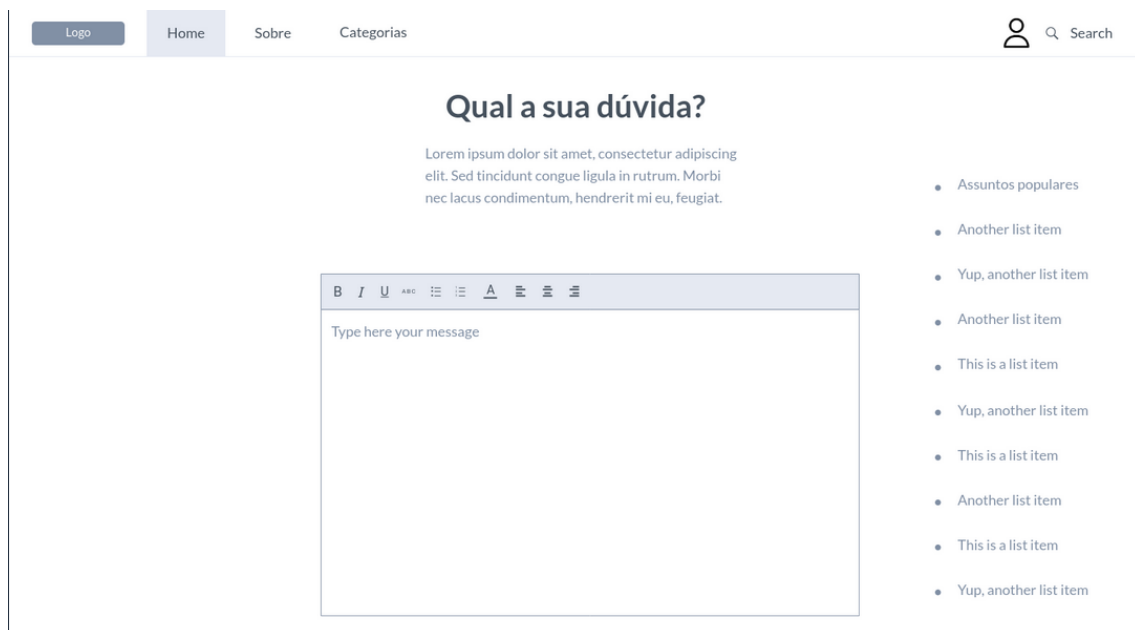 Logo
Home
Sobre
Categorias
Search
Qual a sua dúvida?
Lorem ipsum dolor sit amet, consectetur adipiscing
elit. Sed tincidunt congue ligula in rutrum. Morbi
nec lacus condimentum, hendrerit mi eu, feugiat.
B I U ABC A
Type here your message
Assuntos populares
Another list item
Yup, another list item
Another list item
This is a list item
Yup, another list item
This is a list item
Another list item
This is a list item
Yup, another list item